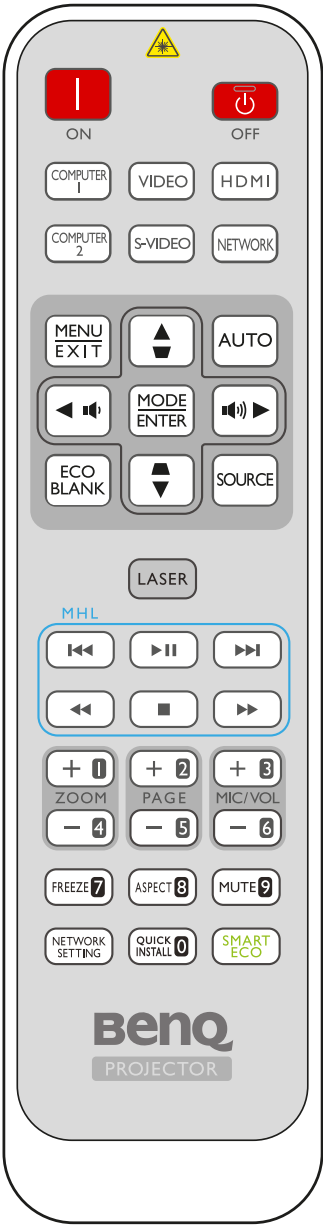 ON OFF
COMPUTER 1 VIDEO HDMI
COMPUTER 2 S-VIDEO NETWORK
MENU
EXIT
AUTO
MODE
ENTER
ECO
BLANK
SOURCE
LASER
MHL
+ 1 + 2 + 3
ZOOM PAGE MIC/VOL
− 4 − 5 − 6
FREEZE 7 ASPECT 8 MUTE 9
NETWORK
SETTING
QUICK
INSTALL 0
SMART
ECO
BenQ
PROJECTOR